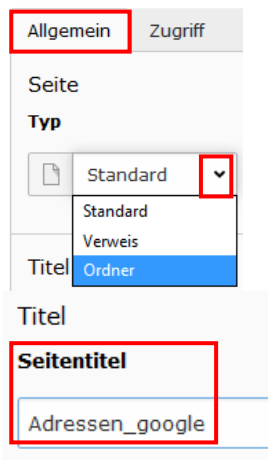 Allgemein Zugriff
Seite
Typ
Standard
Standard
Verweis
Titel Ordner
Titel
Seitentitel
Adressen_google